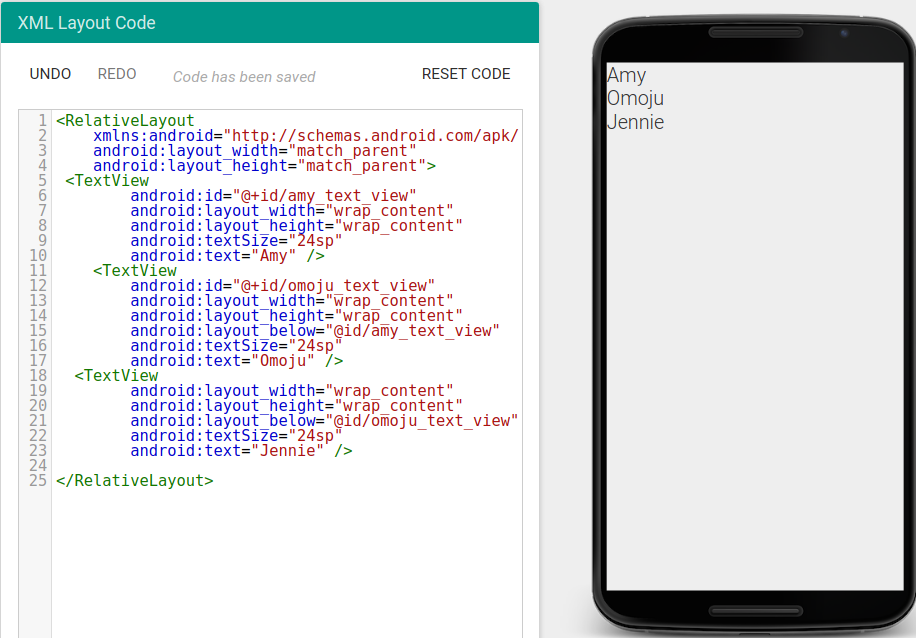 XML Layout Code
UNDO REDO Code has been saved RESET CODE
1 <RelativeLayout
2     xmlns:android="http://schemas.android.com/apk/
3     android:layout_width="match_parent"
4     android:layout_height="match_parent">
5  <TextView
6         android:id="@+id/amy_text_view"
7         android:layout_width="wrap_content"
8         android:layout_height="wrap_content"
9         android:textSize="24sp"
10         android:text="Amy" />
11     <TextView
12         android:id="@+id/omoju_text_view"
13         android:layout_width="wrap_content"
14         android:layout_height="wrap_content"
15         android:layout_below="@id/amy_text_view"
16         android:textSize="24sp"
17         android:text="Omoju" />
18   <TextView
19         android:layout_width="wrap_content"
20         android:layout_height="wrap_content"
21         android:layout_below="@id/omoju_text_view"
22         android:textSize="24sp"
23         android:text="Jennie" />
24
25 </RelativeLayout>
Amy
Omoju
Jennie